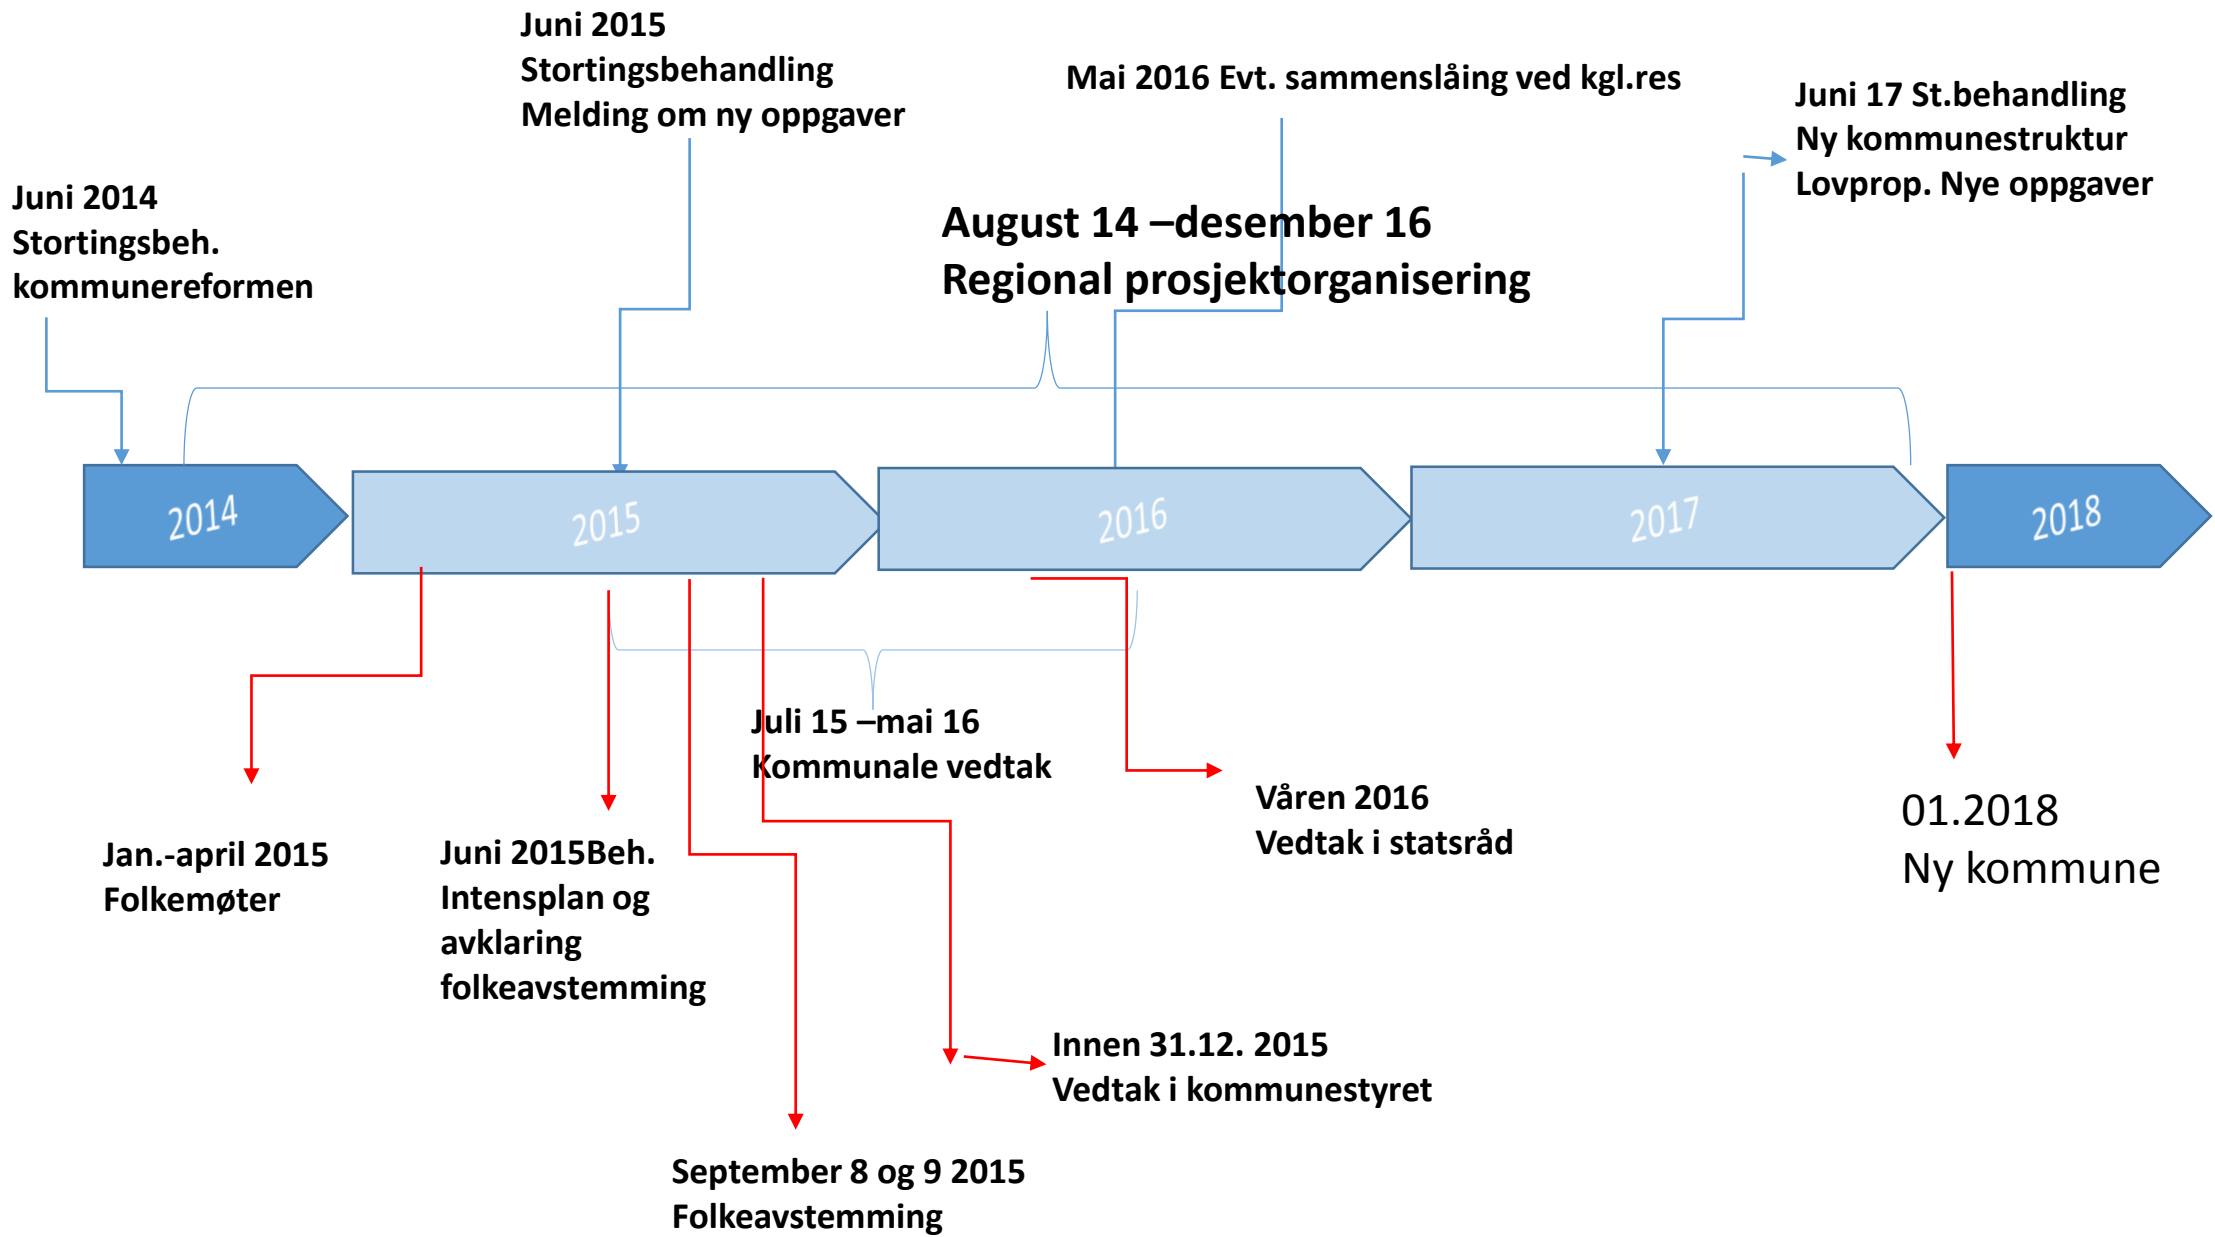 Juni 2015
Stortingsbehandling
Melding om ny oppgaver
Mai 2016 Evt. sammenslåing ved kgl.res
Juni 17 St.behandling
Ny kommunestruktur
Lovprop. Nye oppgaver
Juni 2014
Stortingsbeh.
kommunereformen
August 14 –desember 16
Regional prosjektorganisering
2014
2015
2016
2017
2018
Juli 15 –mai 16
Kommunale vedtak
Våren 2016
Vedtak i statsråd
01.2018
Ny kommune
Jan.-april 2015
Folkemøter
Juni 2015Beh.
Intensplan og
avklaring
folkeavstemming
Innen 31.12. 2015
Vedtak i kommunestyret
September 8 og 9 2015
Folkeavstemming